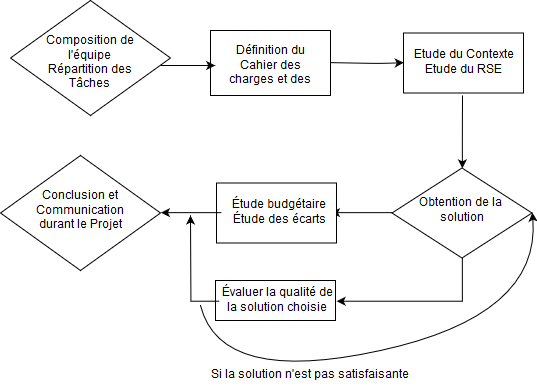 Composition de
l'équipe
Répartition des
Tâches
Définition du
Cahier des
charges et des
Etude du Contexte
Etude du RSE
Obtention de la
solution
Étude budgétaire
Étude des écarts
Conclusion et
Communication
durant le Projet
Évaluer la qualité de
la solution choisie
Si la solution n'est pas satisfaisante